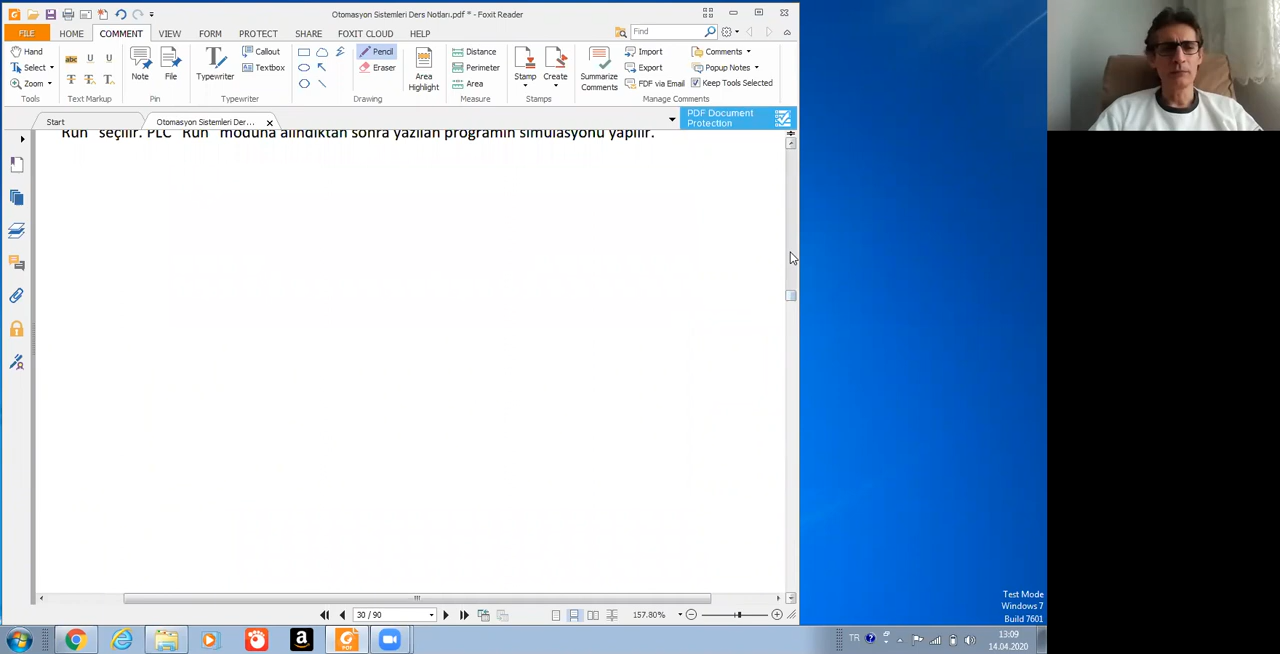 Otomasyon Sistemleri Ders Notları.pdf * - Foxit Reader
FILE HOME COMMENT VIEW FORM PROTECT SHARE FOXIT CLOUD HELP Find
Hand
Select
Zoom
Tools
abc U U
T T T
Text Markup
Note File
Pin
Typewriter Callout
Textbox
Typewriter
Pencil
Eraser
Drawing
Area Highlight
Distance
Perimeter
Area
Measure
Stamp Create
Stamps
Summarize Comments
Import
Export
FDF via Email
Comments
Popup Notes
Keep Tools Selected
Manage Comments
Start Otomasyon Sistemleri Der...
PDF Document Protection
Run" seçilir. PLC "Run" moduna alındıktan sonra yazılan programın simülasyonu yapılır.
30 / 90 157.80%
Test Mode
Windows 7
Build 7601
TR 13:09
14.04.2020